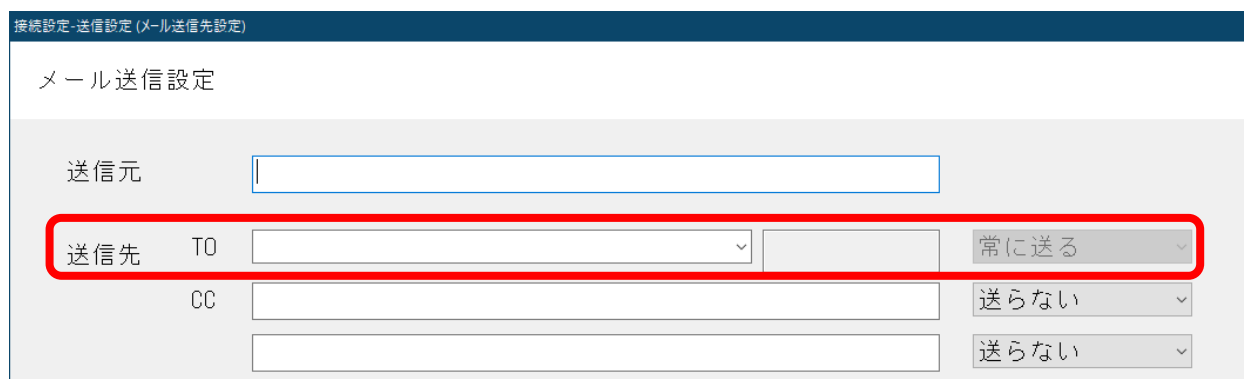 接続設定-送信設定 (メール送信先設定)
メール送信設定
送信元
送信先 TO 常に送る
CC 送らない
送らない